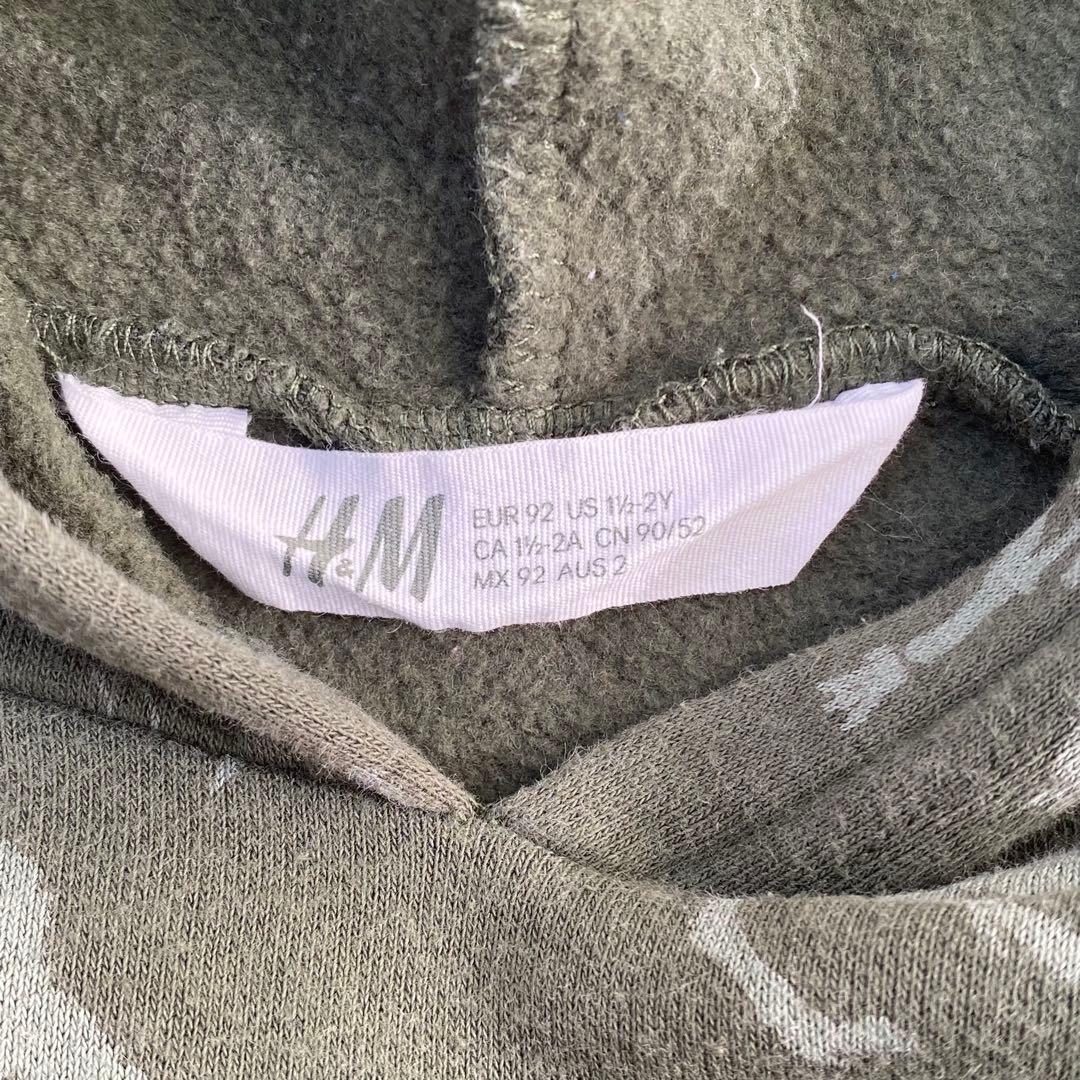 H&M
EUR 92 US 1½-2Y
CA 1½-2A CN 90/52
MX 92 AUS 2